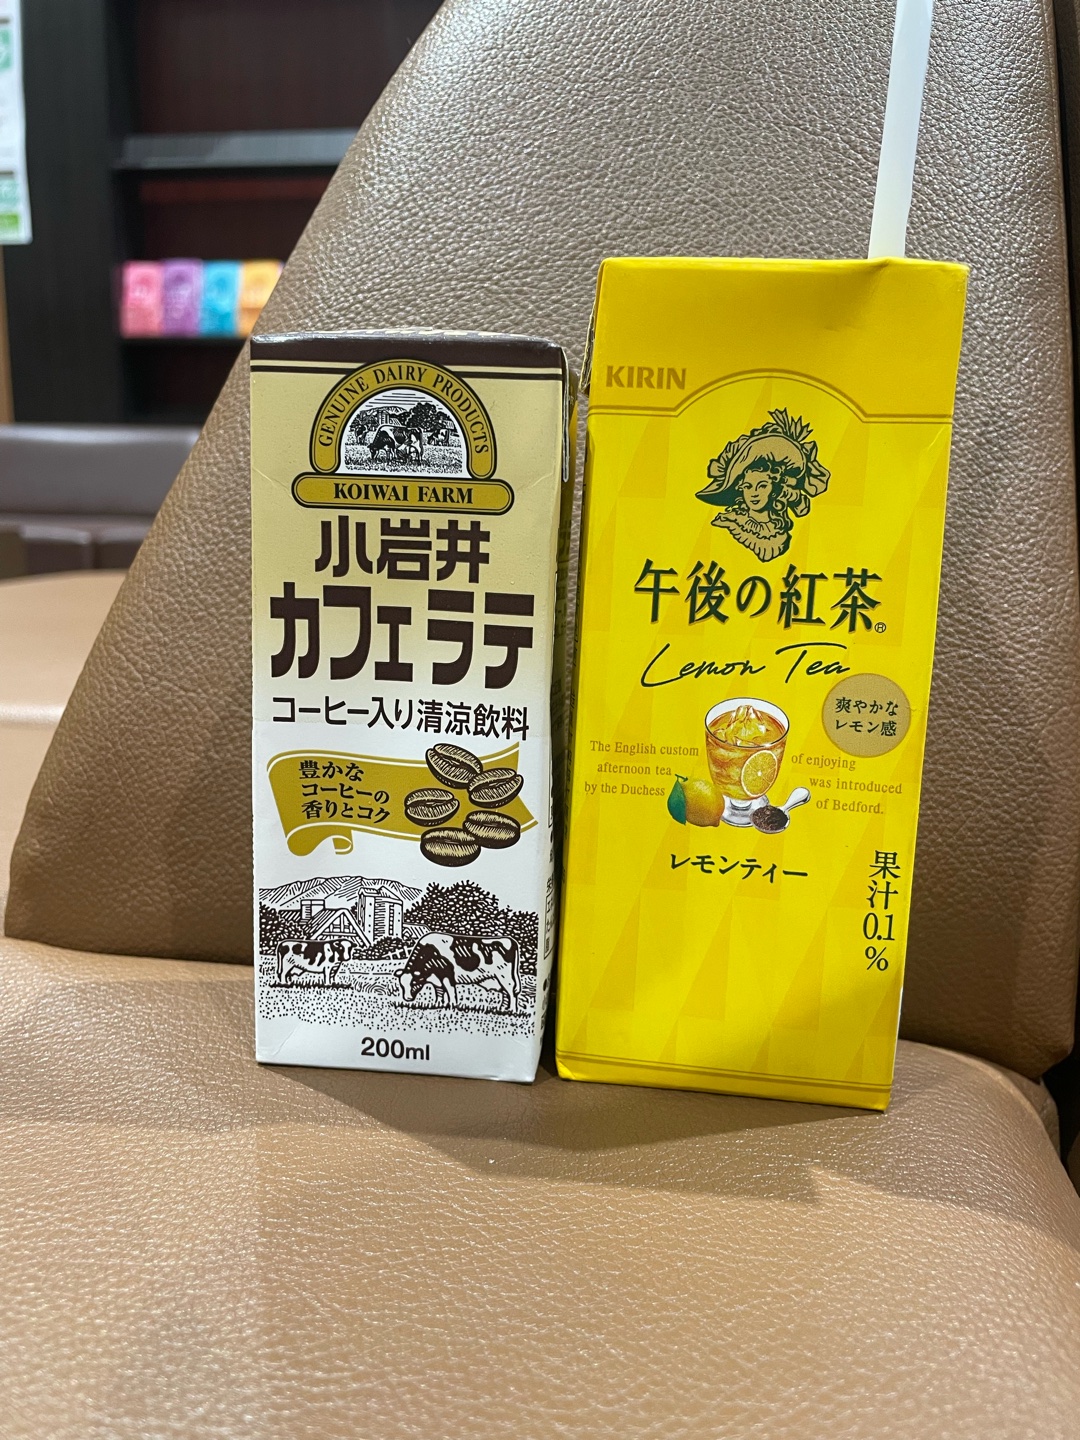 GENUINE DAIRY PRODUCTS
KOIWAI FARM
小岩井
カフェラテ
コーヒー入り清涼飲料
豊かな
コーヒーの
香りとコク
200ml
KIRIN
午後の紅茶®
Lemon Tea
爽やかな
レモン感
The English custom
afternoon tea
by the Duchess
of enjoying
was introduced
of Bedford.
レモンティー
果汁0.1%